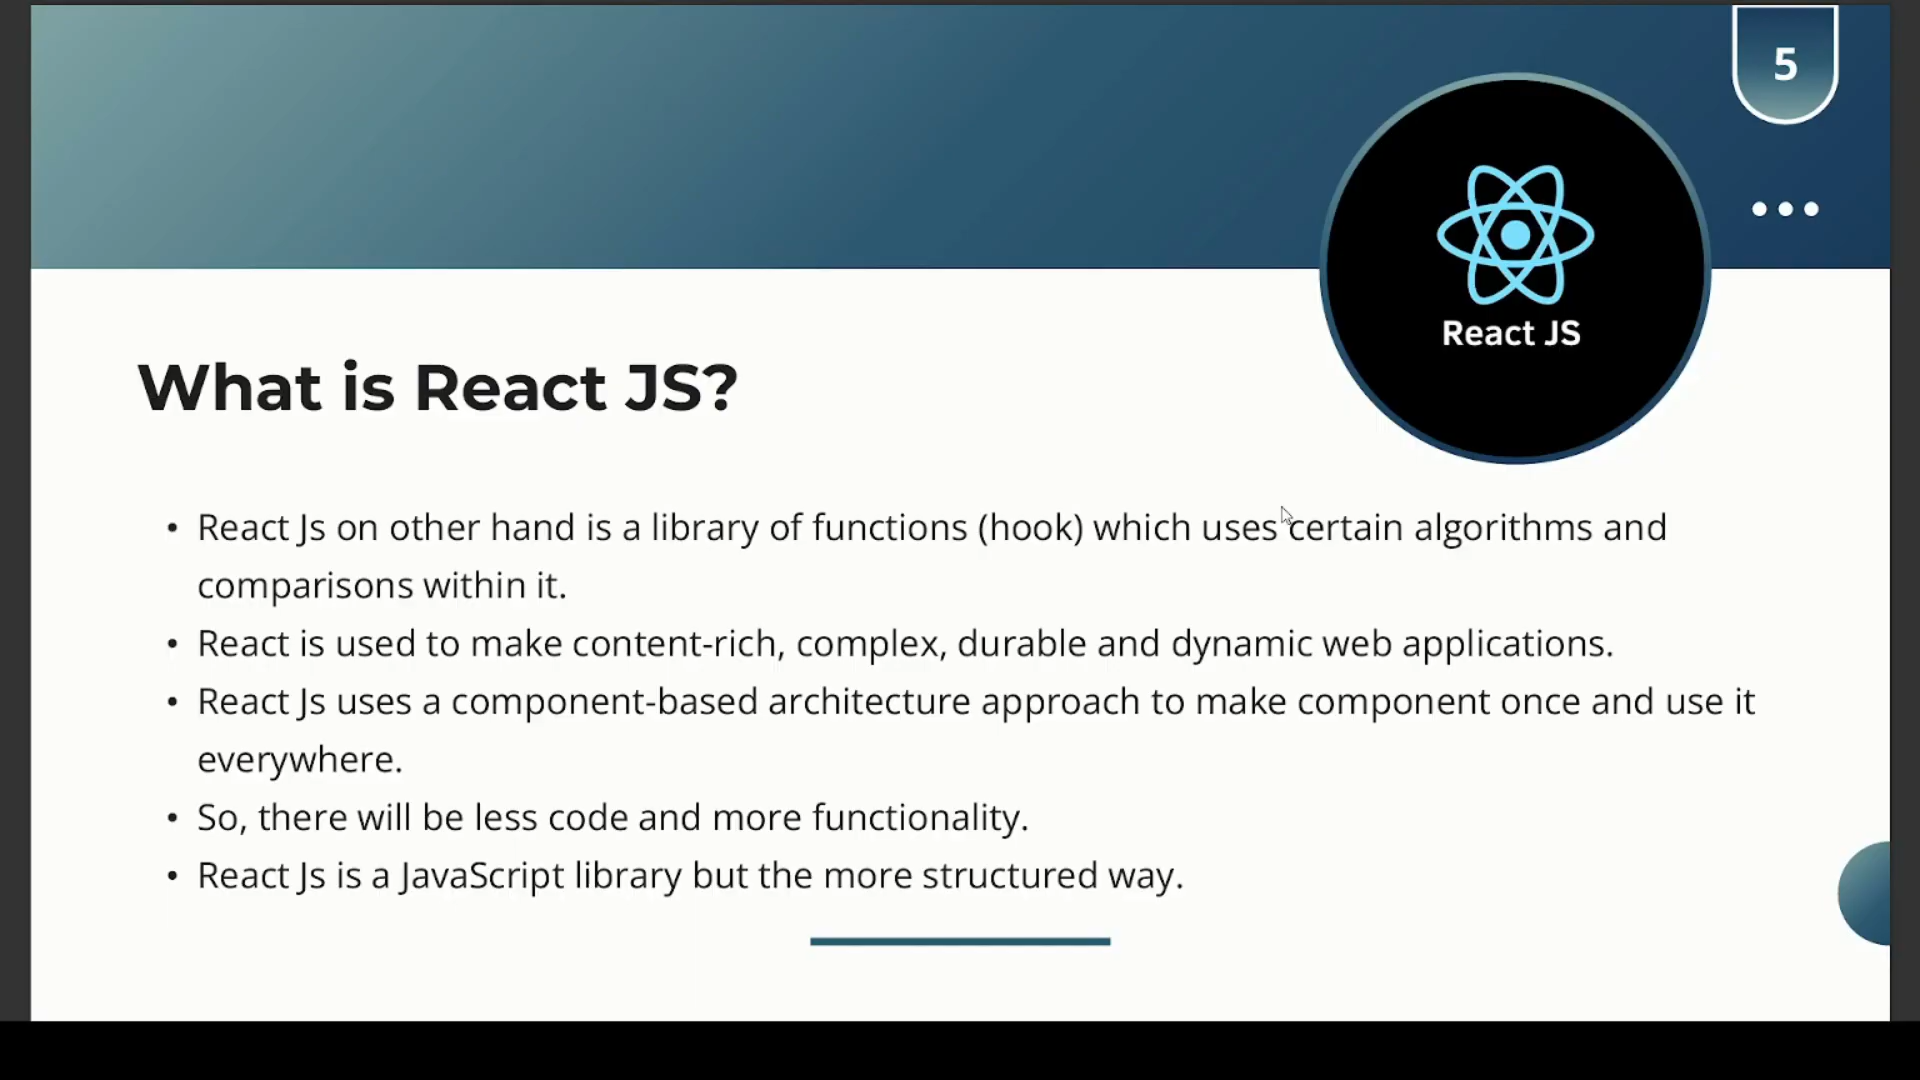 5
React JS
What is React JS?
• React Js on other hand is a library of functions (hook) which uses certain algorithms and
comparisons within it.
• React is used to make content-rich, complex, durable and dynamic web applications.
• React Js uses a component-based architecture approach to make component once and use it
everywhere.
• So, there will be less code and more functionality.
• React Js is a JavaScript library but the more structured way.